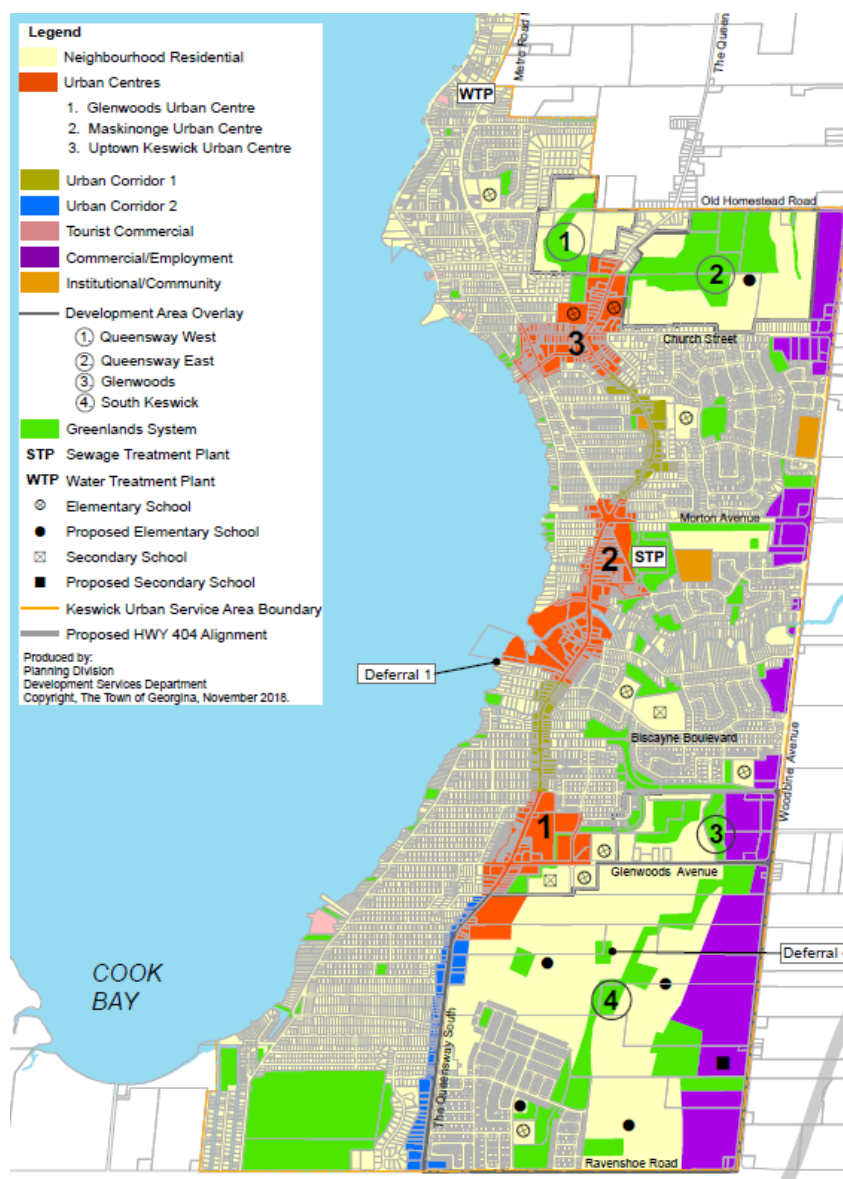 Legend
Neighbourhood Residential
Urban Centres
1. Glenwoods Urban Centre
2. Maskinonge Urban Centre
3. Uptown Keswick Urban Centre
Urban Corridor 1
Urban Corridor 2
Tourist Commercial
Commercial/Employment
Institutional/Community
Development Area Overlay
1. Queensway West
2. Queensway East
3. Glenwoods
4. South Keswick
Greenlands System
STP Sewage Treatment Plant
WTP Water Treatment Plant
Elementary School
Proposed Elementary School
Secondary School
Proposed Secondary School
Keswick Urban Service Area Boundary
Proposed HWY 404 Alignment
Produced by:
Planning Division
Development Services Department
Copyright, The Town of Georgina, November 2018.
Metro Road
The Queen
WTP
Old Homestead Road
1
2
3
Church Street
Morton Avenue
2
STP
Deferral 1
Biscayne Boulevard
Woodbine Avenue
1
3
Glenwoods Avenue
Deferral
COOK
BAY
4
The Queensway South
Ravenshoe Road